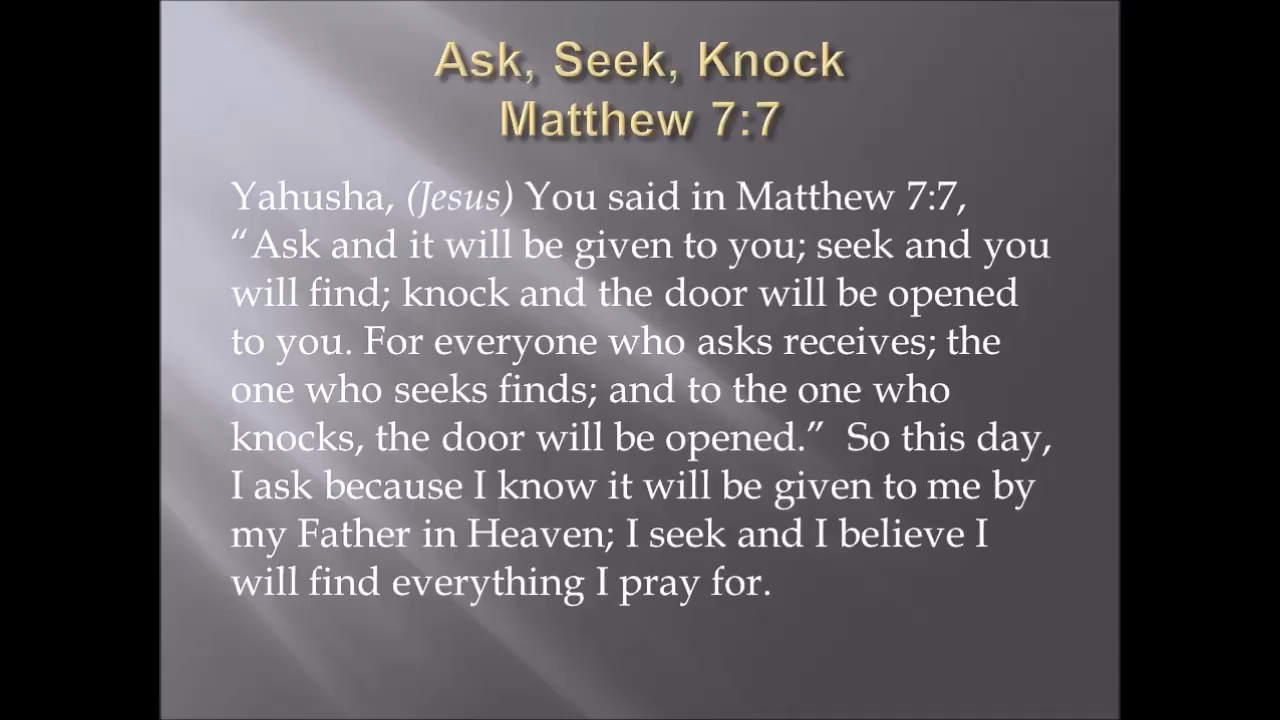 Ask, Seek, Knock
Matthew 7:7
Yahusha, (Jesus) You said in Matthew 7:7,
“Ask and it will be given to you; seek and you
will find; knock and the door will be opened
to you. For everyone who asks receives; the
one who seeks finds; and to the one who
knocks, the door will be opened.”  So this day,
I ask because I know it will be given to me by
my Father in Heaven; I seek and I believe I
will find everything I pray for.